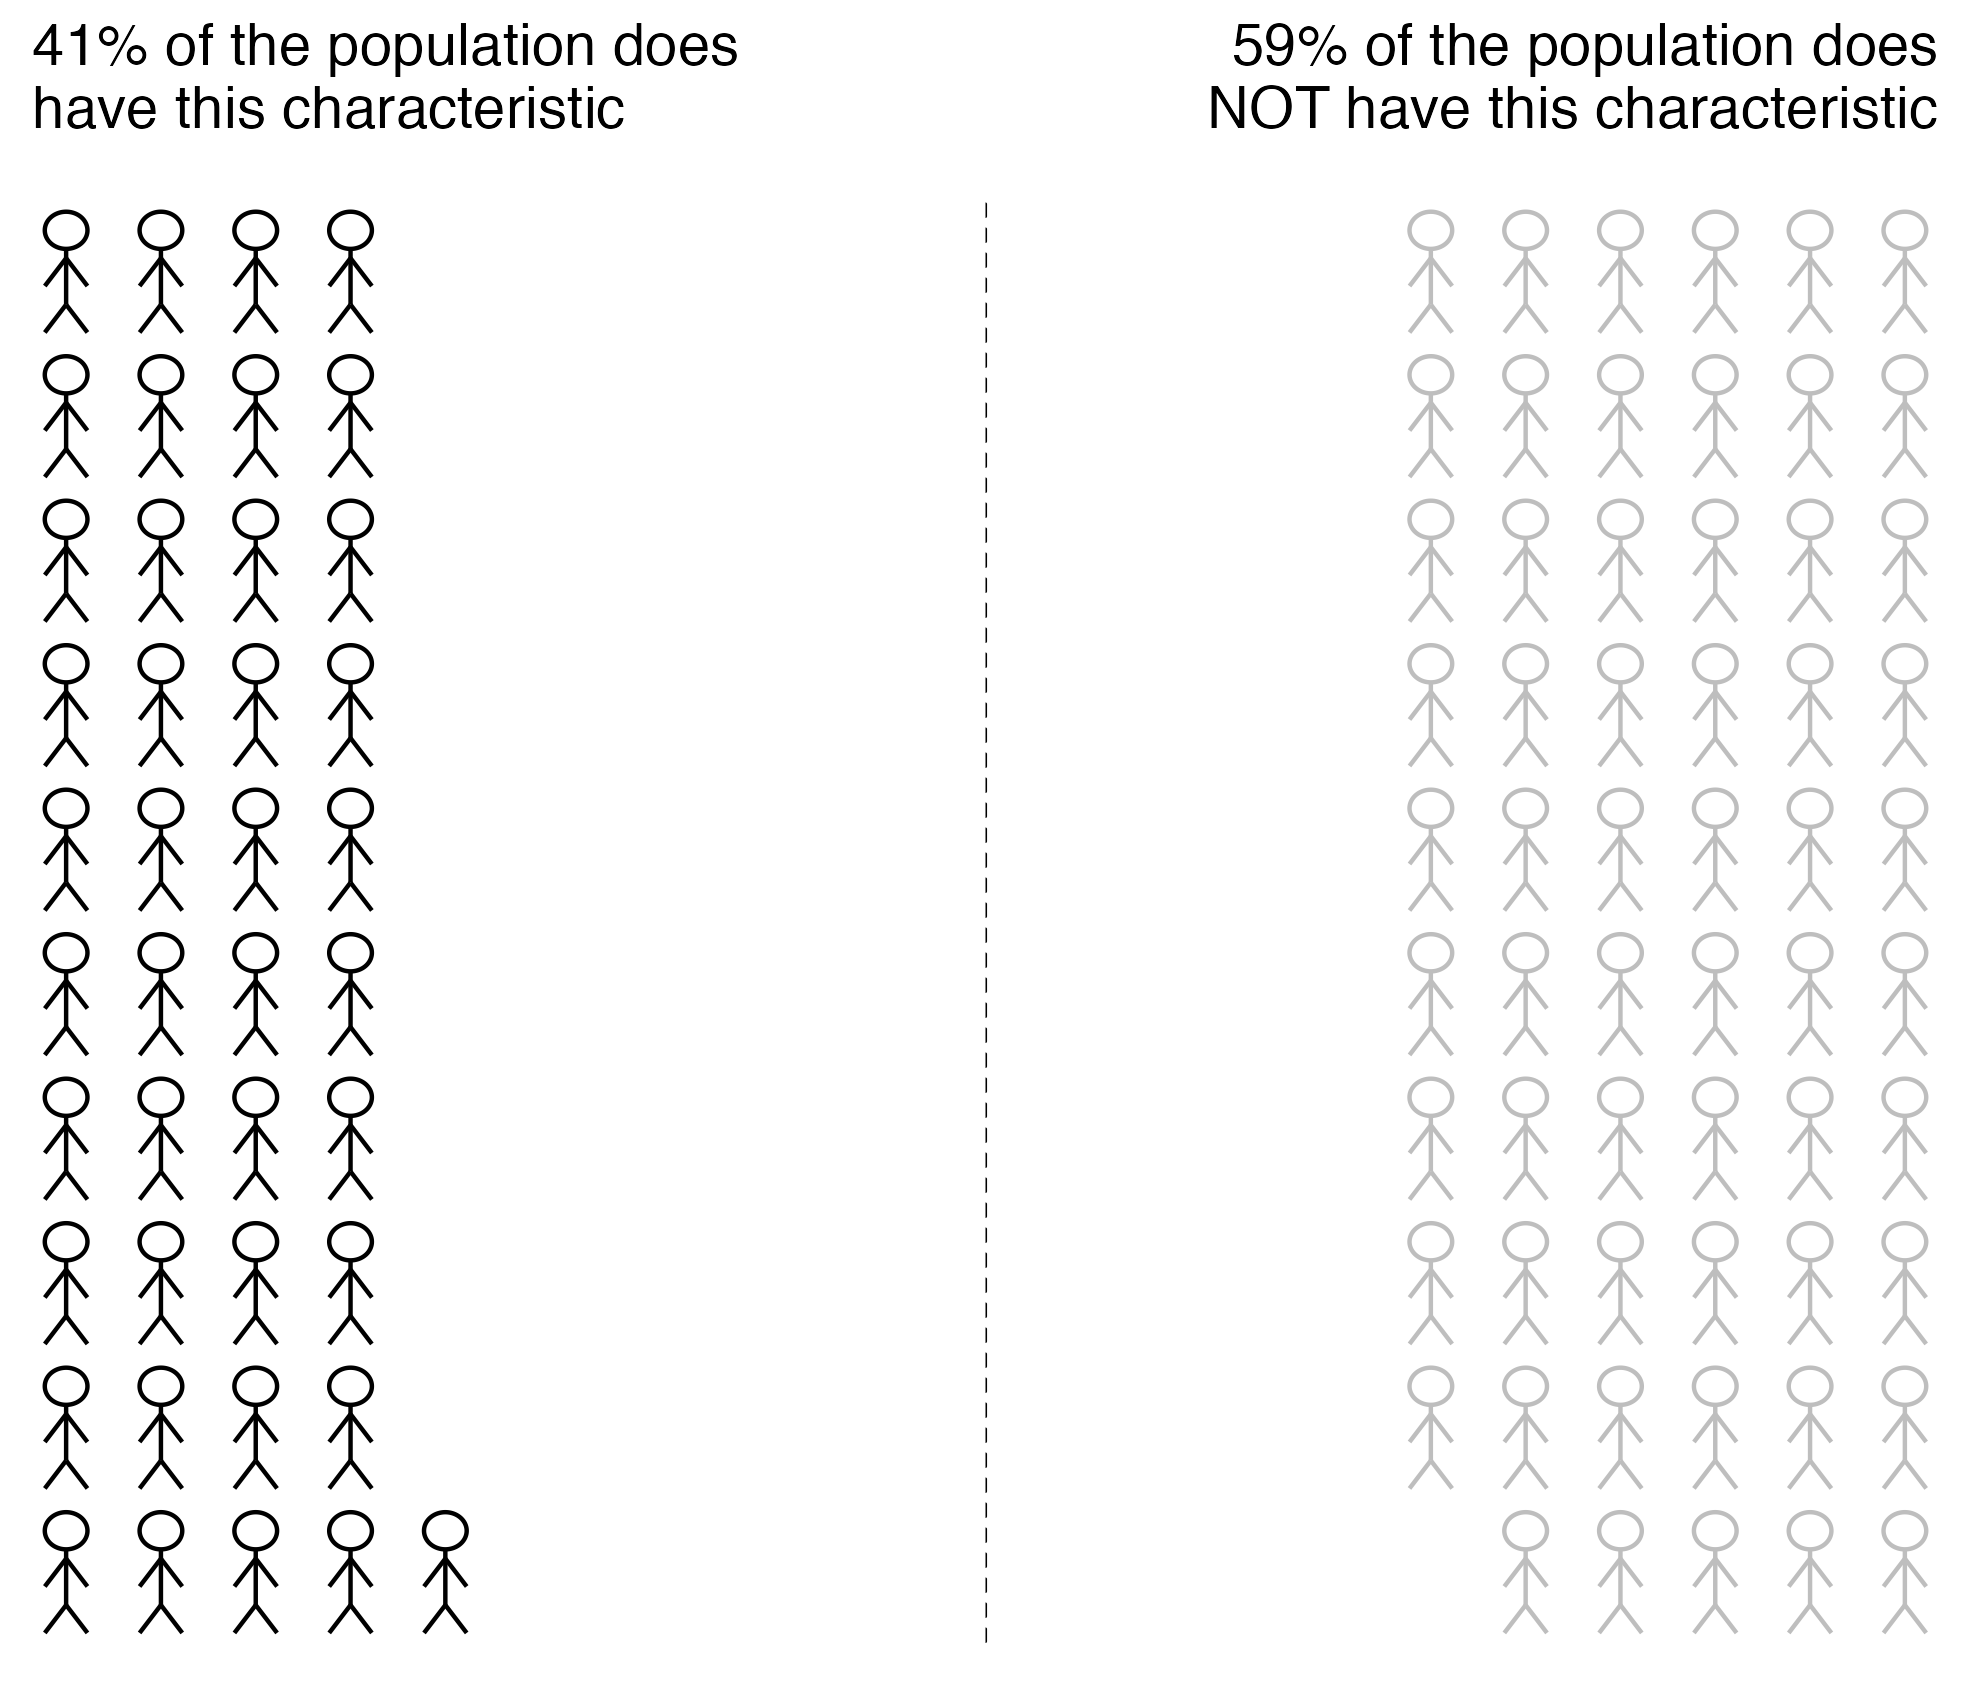 41% of the population does
have this characteristic
59% of the population does
NOT have this characteristic